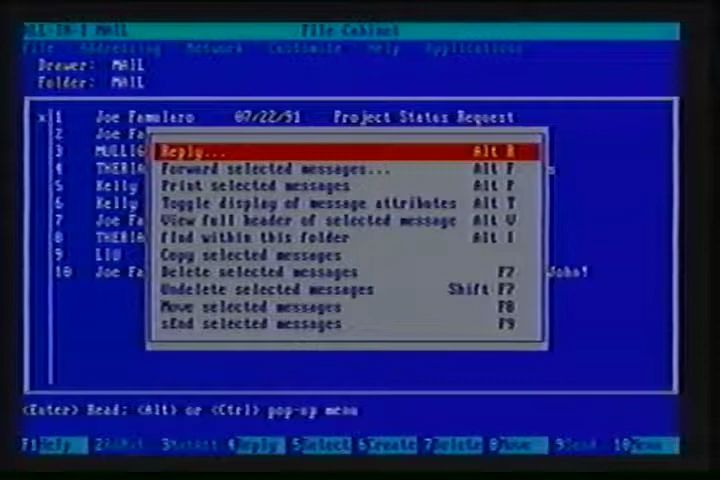 ALL-IN-1 MAIL File Cabinet
File Addressing Network Customize Help Applications
Drawer: MAIL
Folder: MAIL
x 1 Joe Famularo 07/22/91 Project Status Request
2 Joe Fa
3 MULLIG
4 THERIA s
5 Kelly
6 Kelly
7 Joe Fa
8 THERIA
9 LIU
10 Joe Fa John!
Reply... Alt R
Forward selected messages... Alt F
Print selected messages Alt P
Toggle display of message attributes Alt T
View full header of selected message Alt V
fInd within this folder Alt I
Copy selected messages
Delete selected messages F7
Undelete selected messages Shift F7
Move selected messages F8
sEnd selected messages F9
<Enter> Read: <Alt> or <Ctrl> pop-up menu
F1Help 4Reply 5Select 6Create 7Delete 8Move 9Send 10Menu